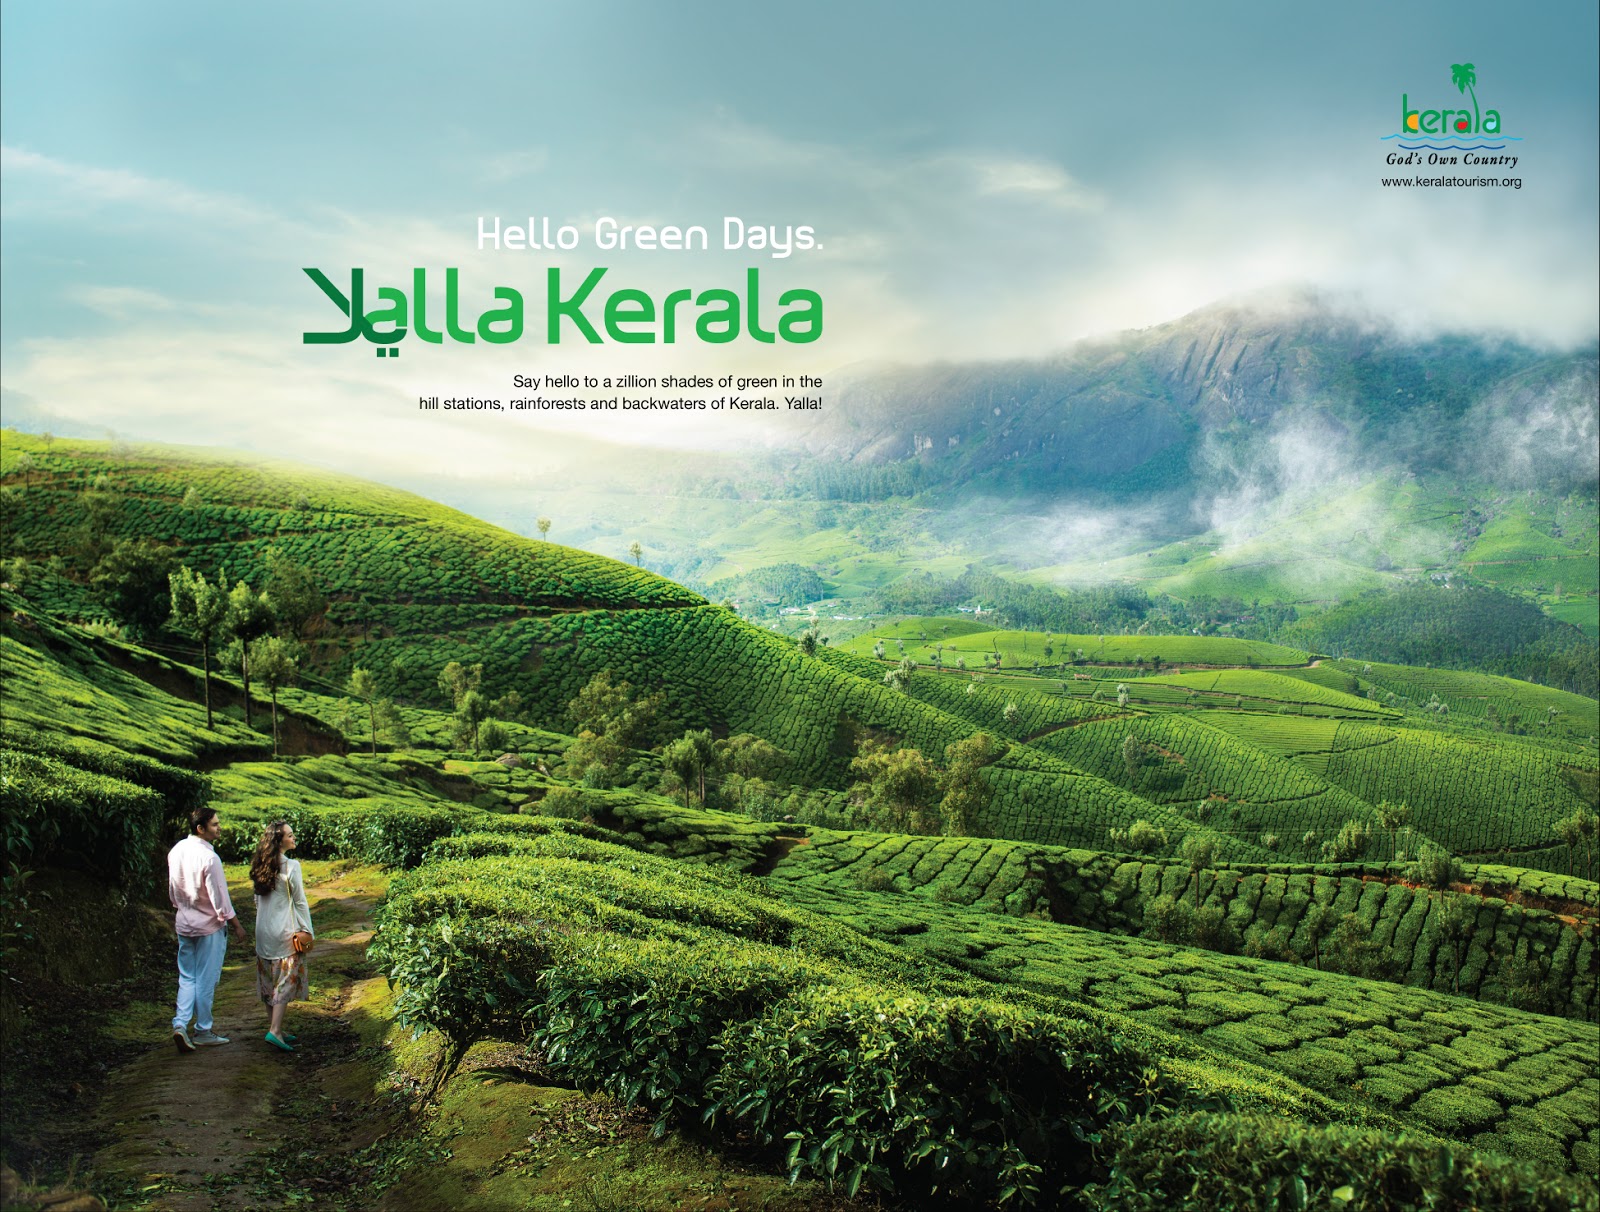 kerala
God's Own Country
www.keralatourism.org
Hello Green Days.
يلا Yalla Kerala
Say hello to a zillion shades of green in the
hill stations, rainforests and backwaters of Kerala. Yalla!